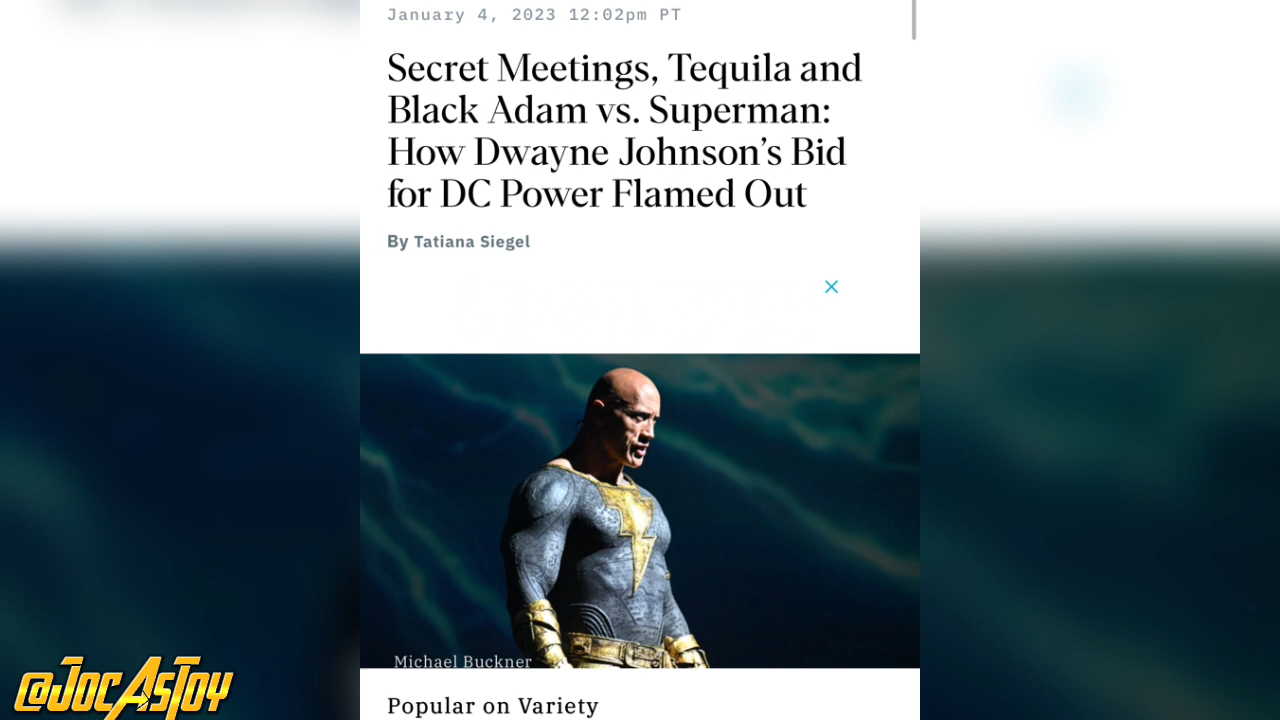 January 4, 2023 12:02pm PT
Secret Meetings, Tequila and
Black Adam vs. Superman:
How Dwayne Johnson’s Bid
for DC Power Flamed Out
By Tatiana Siegel
Michael Buckner
Popular on Variety
@JocAsToy